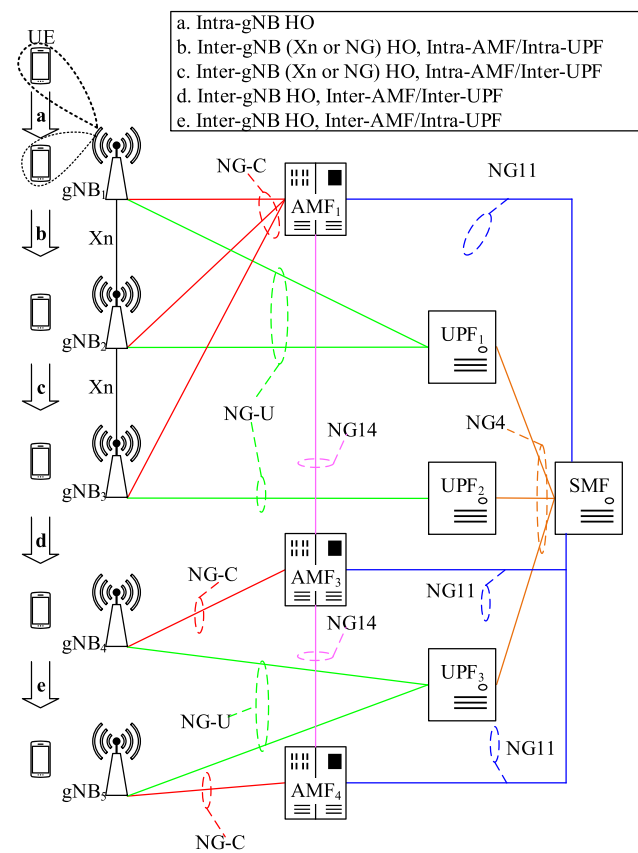 UE
a. Intra-gNB HO
b. Inter-gNB (Xn or NG) HO, Intra-AMF/Intra-UPF
c. Inter-gNB (Xn or NG) HO, Intra-AMF/Inter-UPF
d. Inter-gNB HO, Inter-AMF/Inter-UPF
e. Inter-gNB HO, Inter-AMF/Intra-UPF
a
NG-C
NG11
gNB1
AMF1
b
Xn
UPF1
gNB2
c
Xn
NG-U
NG14
NG4
gNB3
UPF2
SMF
d
NG-C
AMF3
NG11
gNB4
NG14
e
UPF3
NG-U
NG11
gNB5
AMF4
NG-C